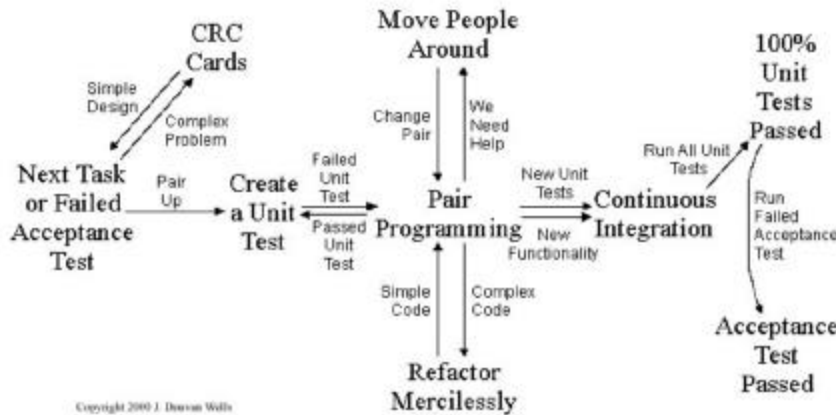 CRC
Cards
Simple
Design
Complex
Problem
Next Task
or Failed
Acceptance
Test
Pair
Up
Create
a Unit
Test
Failed
Unit
Test
Passed
Unit
Test
Move People
Around
Change
Pair
We
Need
Help
Pair
Programming
Simple
Code
Complex
Code
Refactor
Mercilessly
New Unit
Tests
New
Functionality
Continuous
Integration
Run All Unit
Tests
100%
Unit
Tests
Passed
Run
Failed
Acceptance
Test
Acceptance
Test
Passed
Copyright 2000 J. Donvan Wells